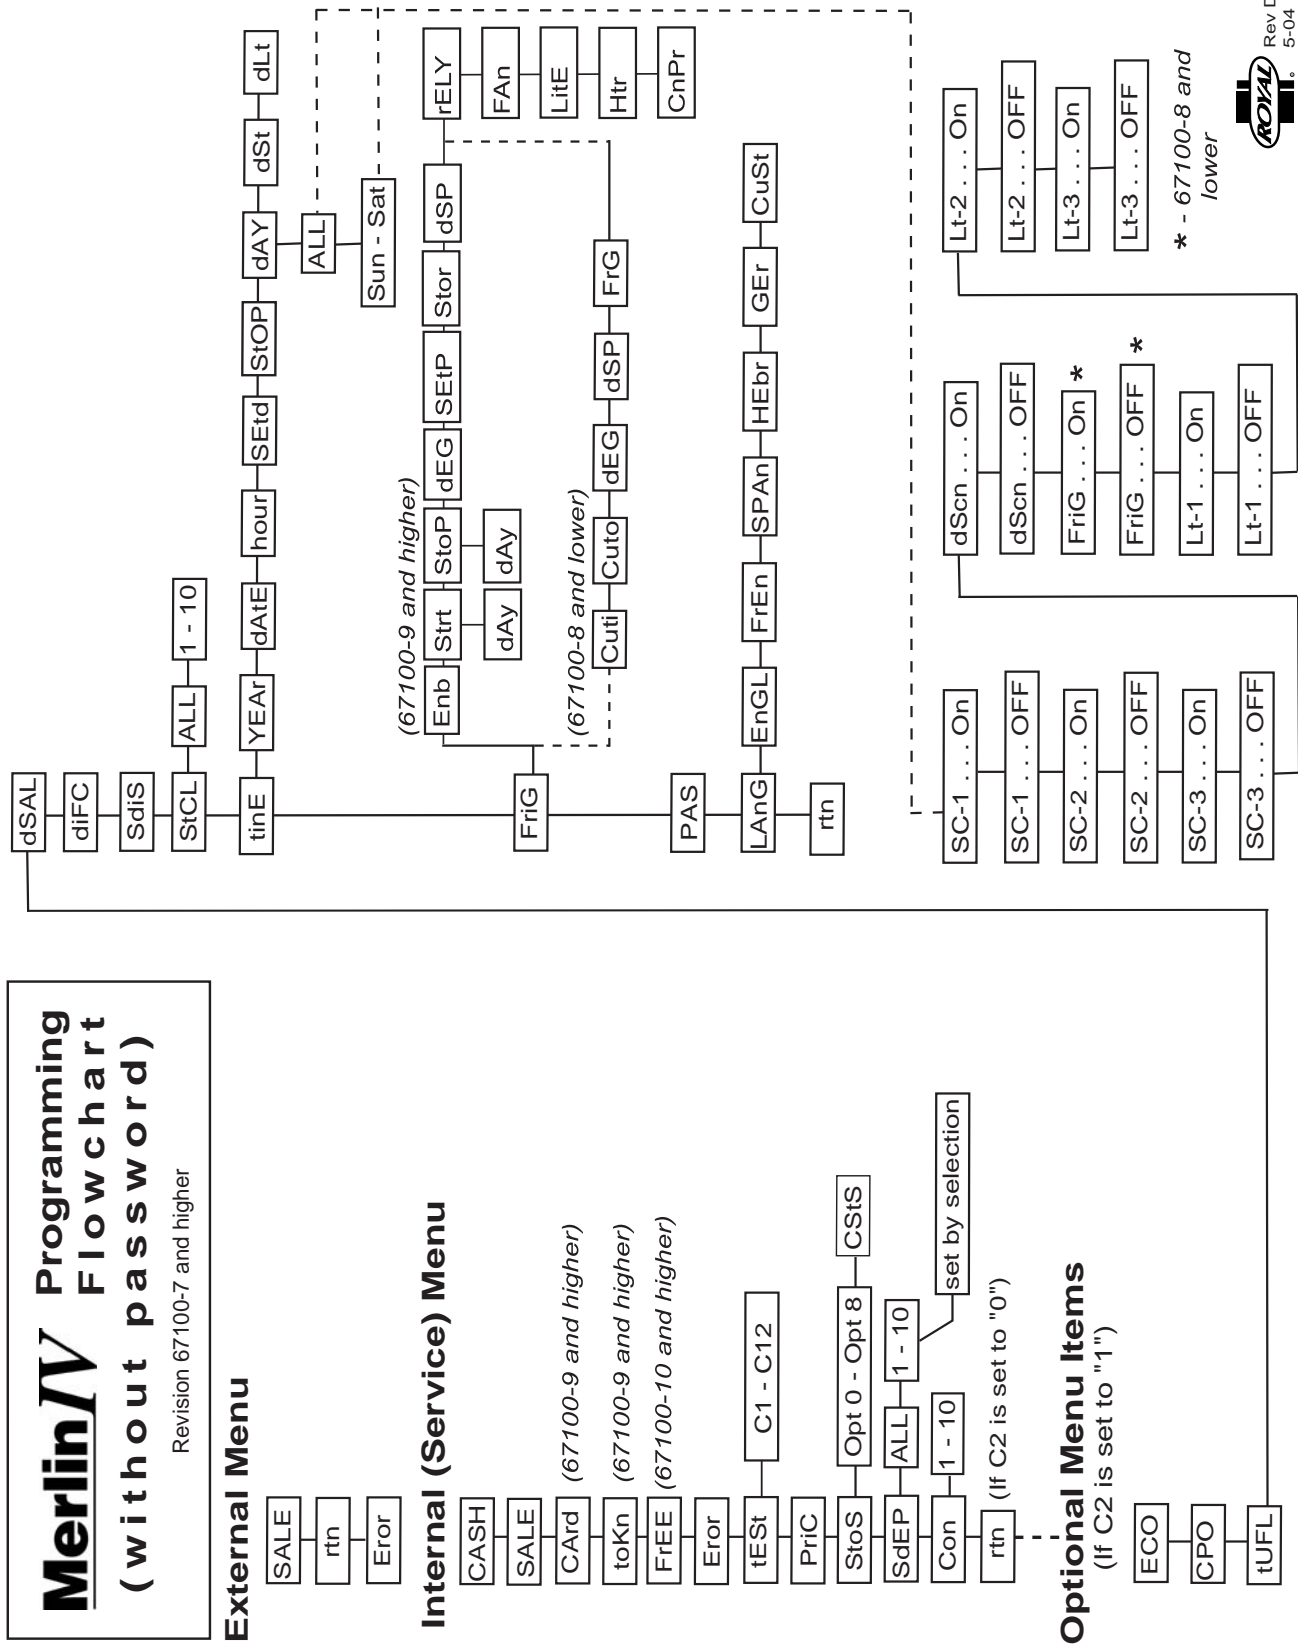 MerlinIV Programming
Flowchart
(without password)
Revision 67100-7 and higher
External Menu
SALE
rtn
Eror
Internal (Service) Menu
CASH
SALE
CArd (67100-9 and higher)
toKn (67100-9 and higher)
FrEE (67100-10 and higher)
Eror
tESt C1 - C12
PriC
StoS Opt 0 - Opt 8 CStS
SdEP ALL 1 - 10
set by selection
Con 1 - 10
rtn (If C2 is set to "0")
Optional Menu Items
(If C2 is set to "1")
ECO
CPO
tUFL
dSAL
diFC
SdiS
StCL ALL 1 - 10
tinE YEAr dAtE hour SEtd StOP dAY dSt dLt
ALL
Sun - Sat
(67100-9 and higher)
Enb Strt StoP dEG SEtP Stor dSP rELY
dAy dAy
FAn
LitE
Htr
CnPr
FriG
(67100-8 and lower)
Cuti Cuto dEG dSP FrG
PAS
LAnG EnGL FrEn SPAn HEbr GEr CuSt
rtn
SC-1 . . . On
SC-1 . . . OFF
SC-2 . . . On
SC-2 . . . OFF
SC-3 . . . On
SC-3 . . . OFF
dScn . . . On
dScn . . . OFF
FriG . . . On *
FriG . . . OFF *
Lt-1 . . . On
Lt-1 . . . OFF
Lt-2 . . . On
Lt-2 . . . OFF
Lt-3 . . . On
Lt-3 . . . OFF
* - 67100-8 and
lower
ROYAL
Rev D
5-04